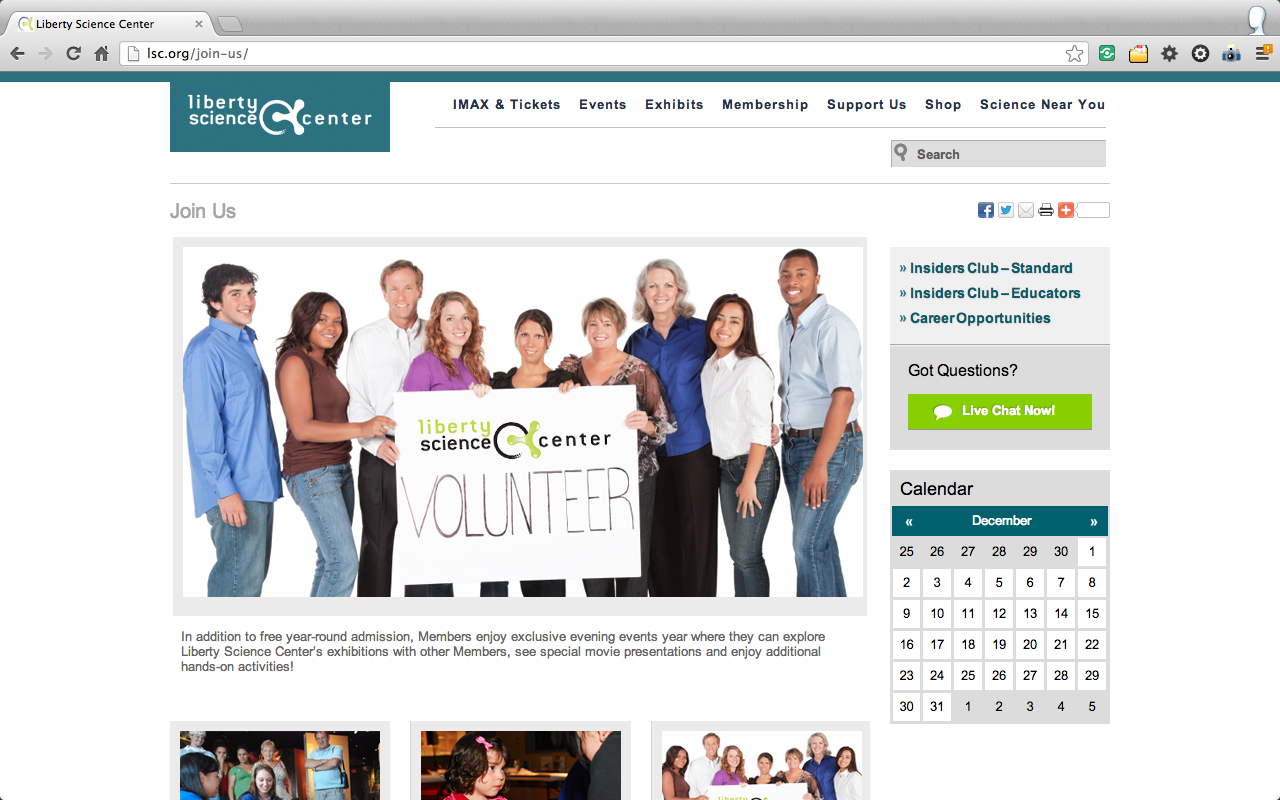 Liberty Science Center
lsc.org/join-us/
liberty
science center
IMAX & Tickets Events Exhibits Membership Support Us Shop Science Near You
Search
Join Us
» Insiders Club – Standard
» Insiders Club – Educators
» Career Opportunities
Got Questions?
Live Chat Now!
liberty
science center
VOLUNTEER
Calendar
« December »
25 26 27 28 29 30 1
2 3 4 5 6 7 8
9 10 11 12 13 14 15
16 17 18 19 20 21 22
23 24 25 26 27 28 29
30 31 1 2 3 4 5
In addition to free year-round admission, Members enjoy exclusive evening events year where they can explore
Liberty Science Center's exhibitions with other Members, see special movie presentations and enjoy additional
hands-on activities!
liberty